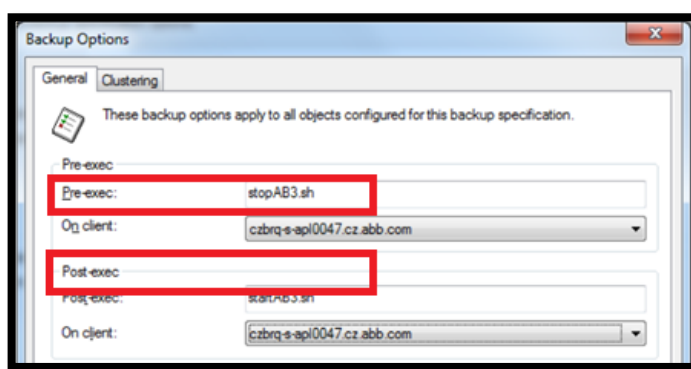 Backup Options
General Clustering
These backup options apply to all objects configured for this backup specification.
Pre-exec
Pre-exec: stopAB3.sh
On client: czbrq-s-apl0047.cz.abb.com
Post-exec
Post-exec: startAB3.sh
On client: czbrq-s-apl0047.cz.abb.com